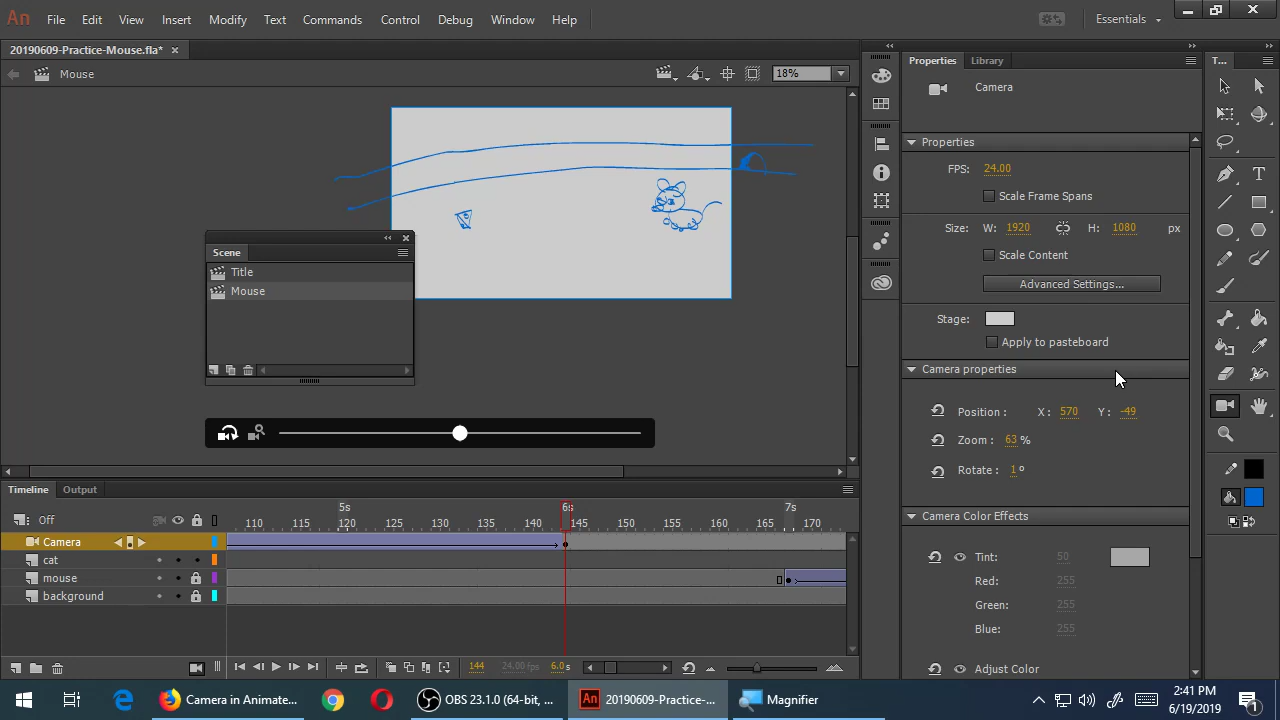 An File Edit View Insert Modify Text Commands Control Debug Window Help Essentials
20190609-Practice-Mouse.fla* ×
Mouse 18%
Scene
Title
Mouse
Properties Library T...
Camera
Properties
FPS: 24.00
Scale Frame Spans
Size: W: 1920 H: 1080 px
Scale Content
Advanced Settings...
Stage:
Apply to pasteboard
Camera properties
Position: X: 570 Y: -49
Zoom: 63 %
Rotate: 1 °
Camera Color Effects
Tint: 50
Red: 255
Green: 255
Blue: 255
Adjust Color
Timeline Output
Off 5s 6s 7s
110 115 120 125 130 135 140 145 150 155 160 165 170
Camera
cat
mouse
background
144 24.00 fps 6.0 s
Camera in Animate... OBS 23.1.0 (64-bit, ... An 20190609-Practice-... Magnifier
2:41 PM
6/19/2019
1